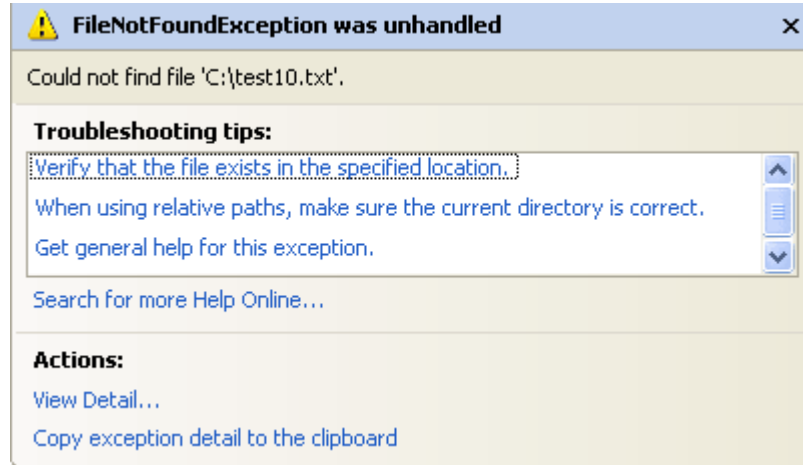 FileNotFoundException was unhandled
Could not find file 'C:\test10.txt'.
Troubleshooting tips:
Verify that the file exists in the specified location.
When using relative paths, make sure the current directory is correct.
Get general help for this exception.
Search for more Help Online...
Actions:
View Detail...
Copy exception detail to the clipboard